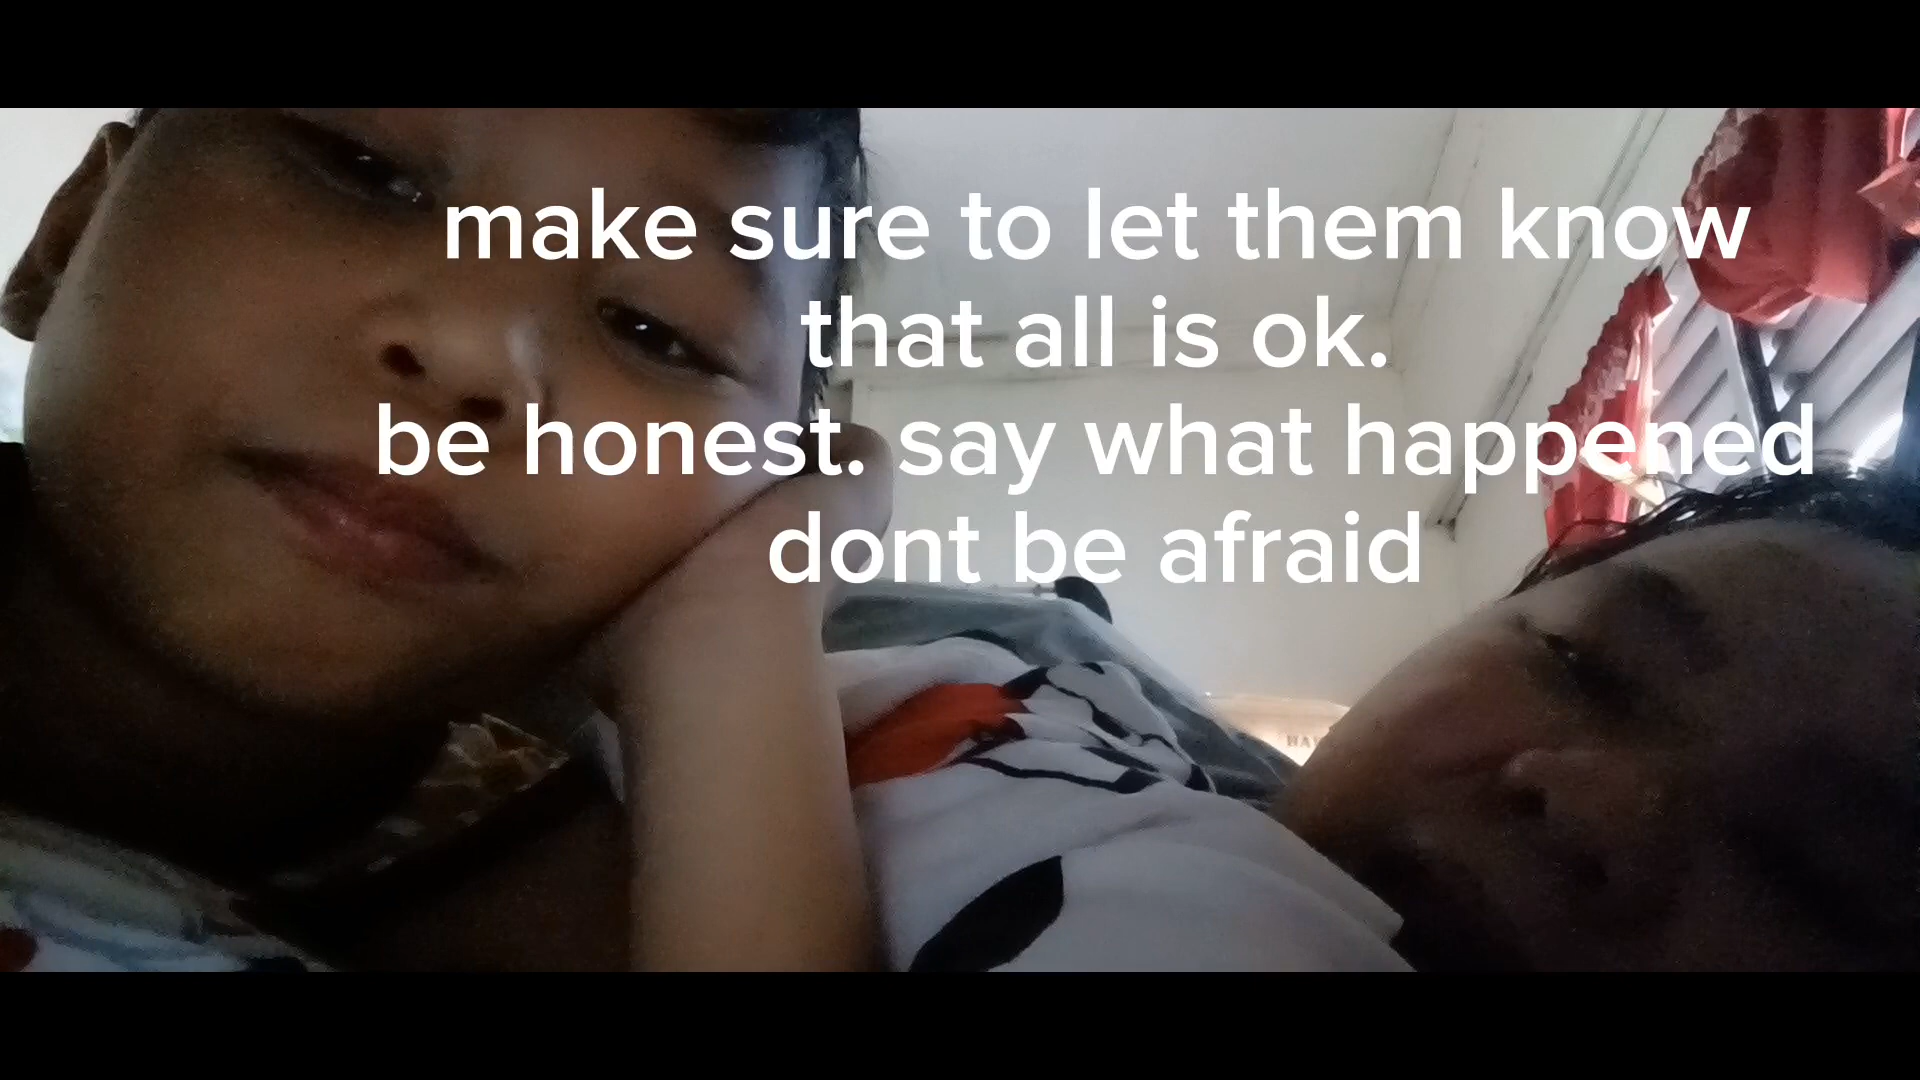 make sure to let them know
that all is ok.
be honest. say what happened
dont be afraid